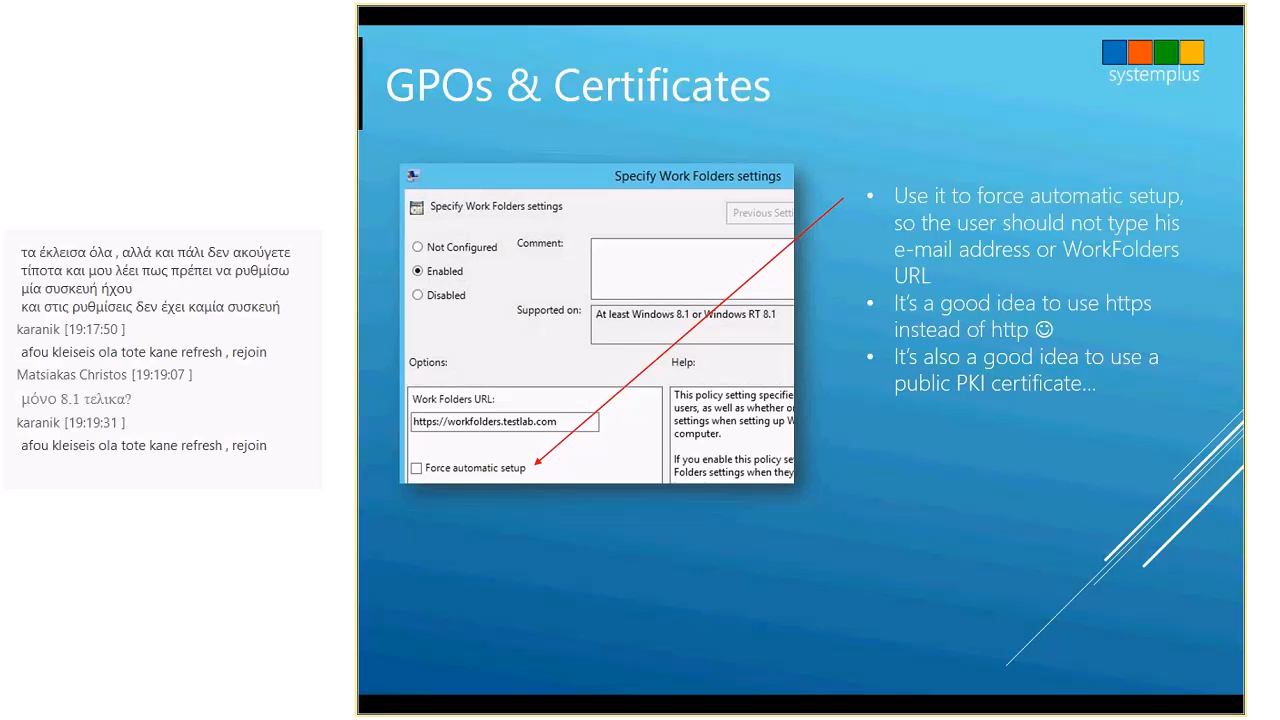 τα έκλεισα όλα , αλλά και πάλι δεν ακούγετε
τίποτα και μου λέει πως πρέπει να ρυθμίσω
μία συσκευή ήχου
και στις ρυθμίσεις δεν έχει καμία συσκευή
karanik [19:17:50 ]
afou kleiseis ola tote kane refresh , rejoin
Matsiakas Christos [19:19:07 ]
μόνο 8.1 τελικα?
karanik [19:19:31 ]
afou kleiseis ola tote kane refresh , rejoin
systemplus
GPOs & Certificates
Specify Work Folders settings
Specify Work Folders settings
Previous Setti
Not Configured
Comment:
Enabled
Disabled
Supported on:
At least Windows 8.1 or Windows RT 8.1
Options:
Help:
Work Folders URL:
https://workfolders.testlab.com
Force automatic setup
This policy setting specifie
users, as well as whether o
settings when setting up W
computer.
If you enable this policy se
Folders settings when they
• Use it to force automatic setup,
so the user should not type his
e-mail address or WorkFolders
URL
• It's a good idea to use https
instead of http ☺
• It's also a good idea to use a
public PKI certificate...